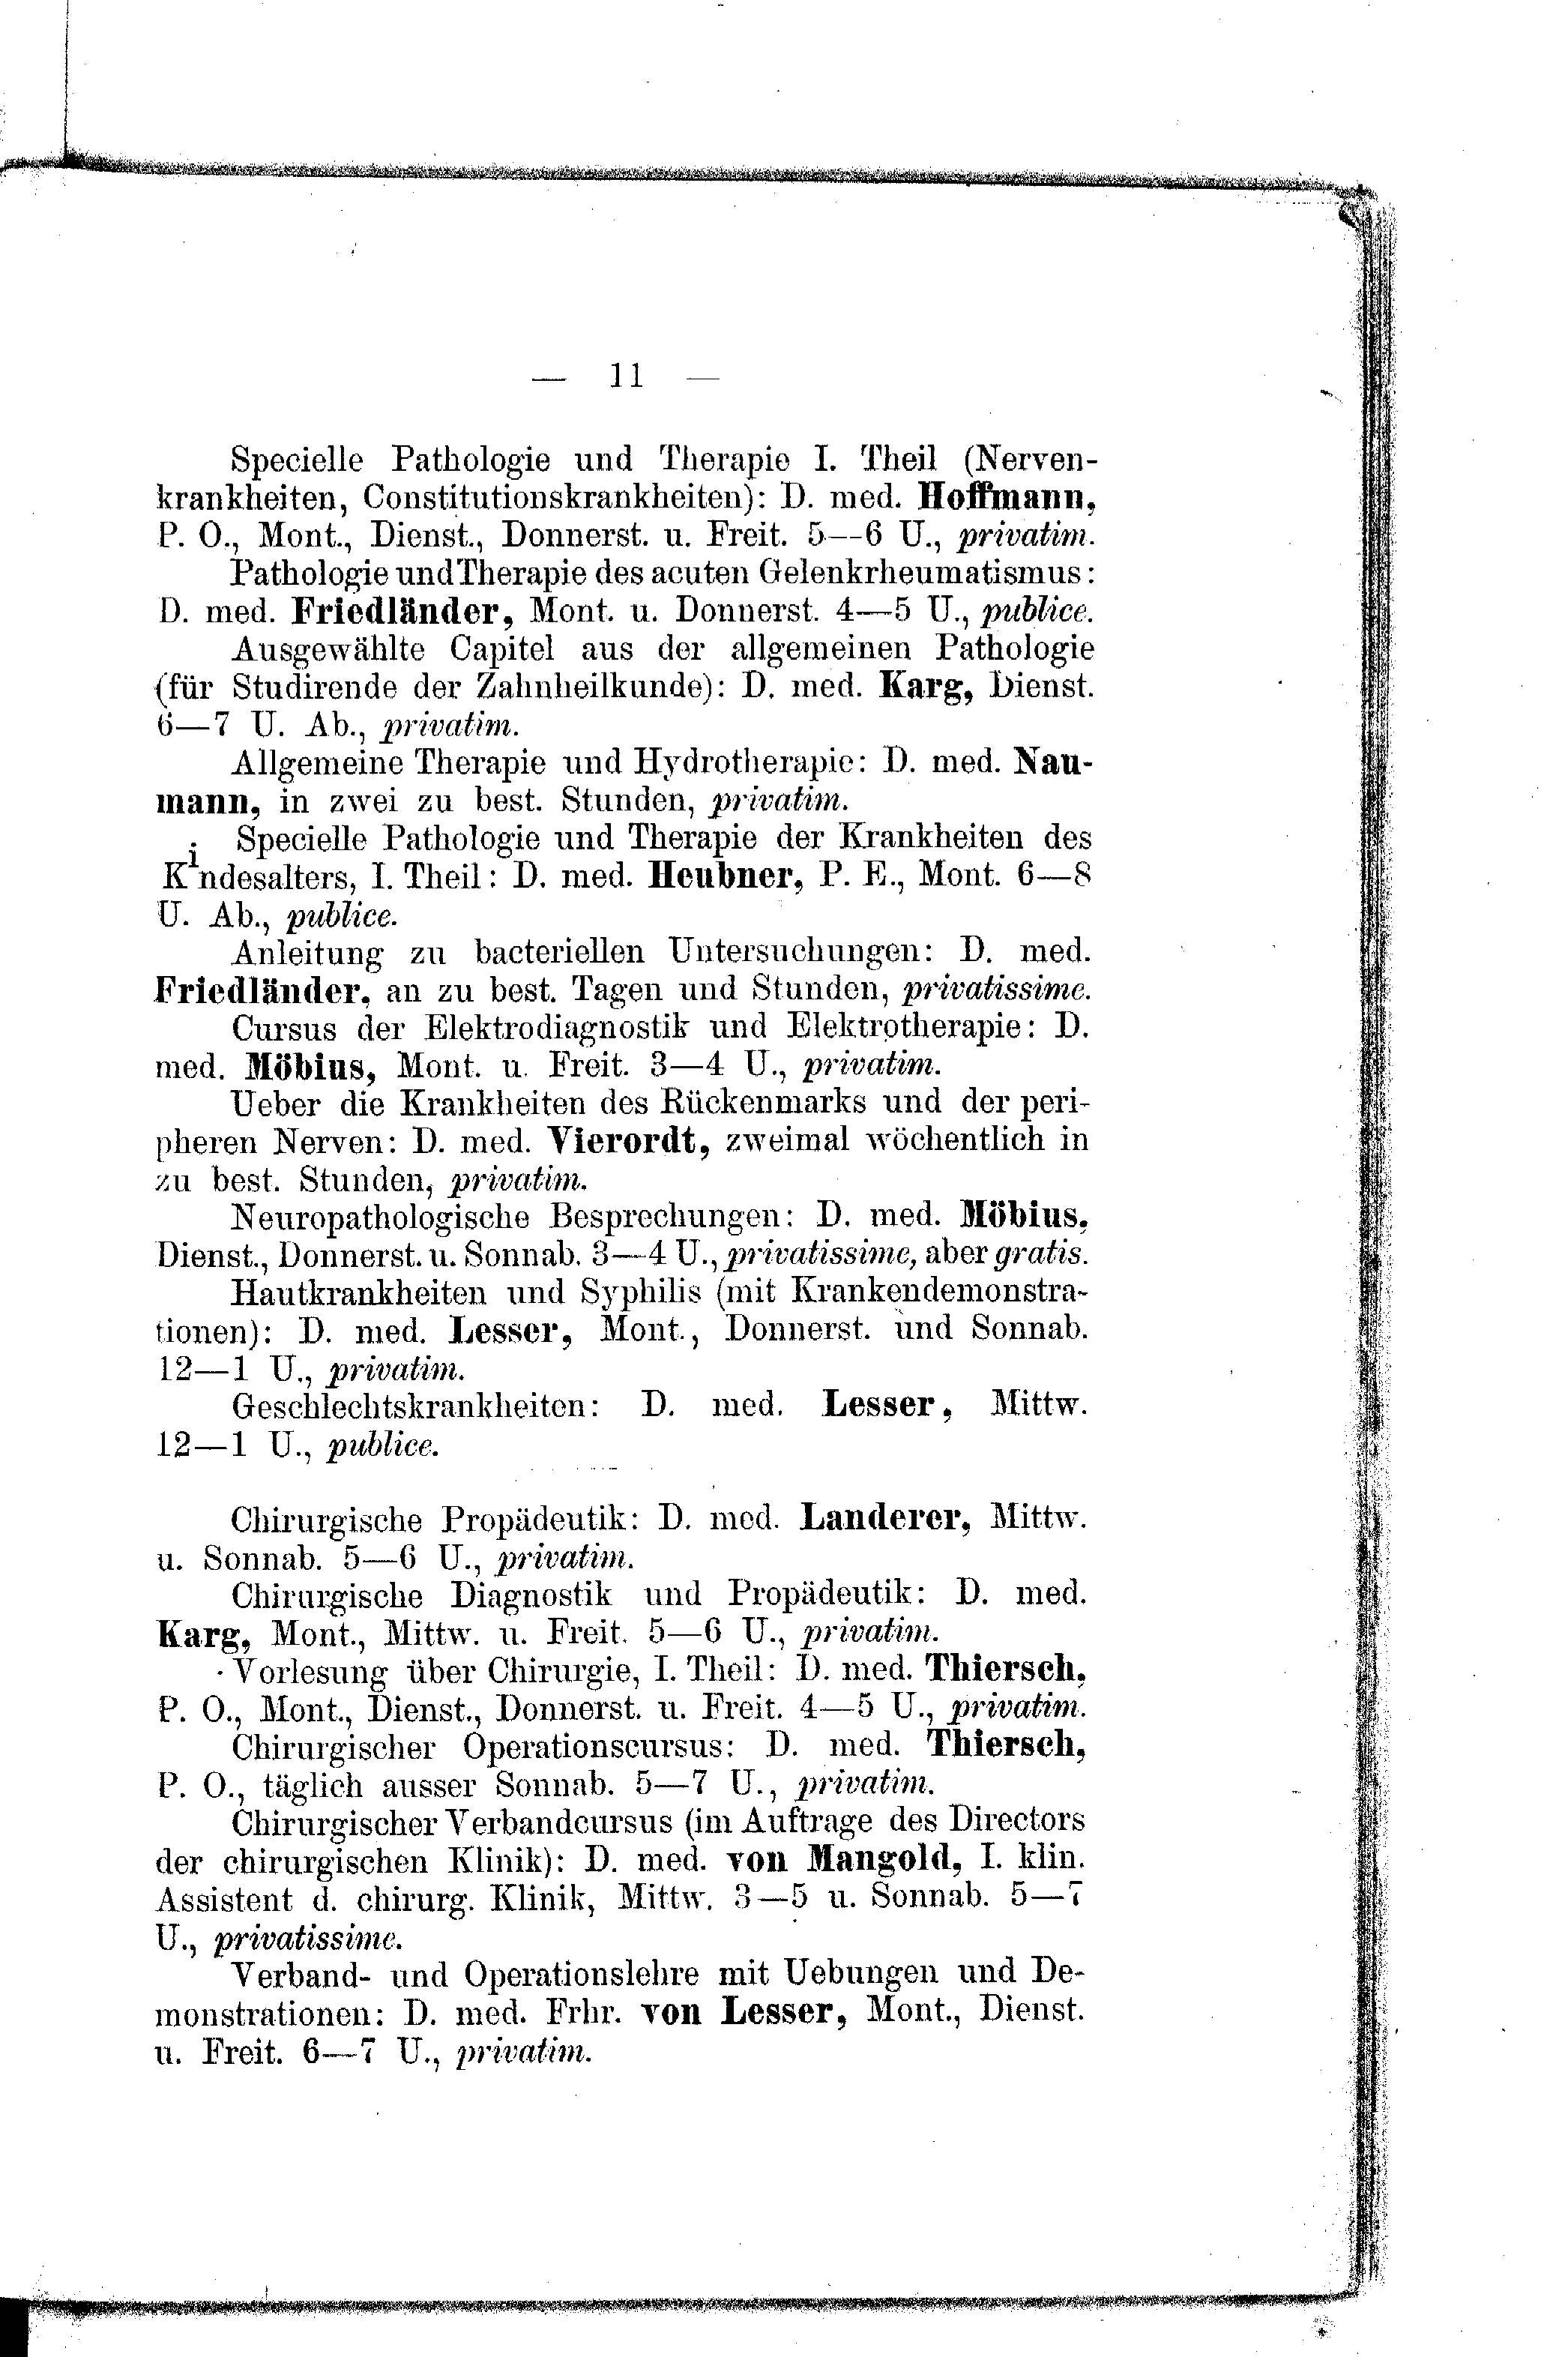 — 11 —
Specielle Pathologie und Therapie I. Theil (Nerven-
krankheiten, Constitutionskrankheiten): D. med. Hoffmann,
P. O., Mont., Dienst., Donnerst. u. Freit. 5—6 U., privatim.
Pathologie und Therapie des acuten Gelenkrheumatismus:
D. med. Friedländer, Mont. u. Donnerst. 4—5 U., publice.
Ausgewählte Capitel aus der allgemeinen Pathologie
(für Studirende der Zahnheilkunde): D. med. Karg, Dienst.
6—7 U. Ab., privatim.
Allgemeine Therapie und Hydrotherapie: D. med. Nau-
mann, in zwei zu best. Stunden, privatim.
Specielle Pathologie und Therapie der Krankheiten des
Kindesalters, I. Theil: D. med. Heubner, P. E., Mont. 6—8
U. Ab., publice.
Anleitung zu bacteriellen Untersuchungen: D. med.
Friedländer, an zu best. Tagen und Stunden, privatissime.
Cursus der Elektrodiagnostik und Elektrotherapie: D.
med. Möbius, Mont. u. Freit. 3—4 U., privatim.
Ueber die Krankheiten des Rückenmarks und der peri-
pheren Nerven: D. med. Vierordt, zweimal wöchentlich in
zu best. Stunden, privatim.
Neuropathologische Besprechungen: D. med. Möbius,
Dienst., Donnerst. u. Sonnab. 3—4 U., privatissime, aber gratis.
Hautkrankheiten und Syphilis (mit Krankendemonstra-
tionen): D. med. Lesser, Mont., Donnerst. und Sonnab.
12—1 U., privatim.
Geschlechtskrankheiten: D. med. Lesser, Mittw.
12—1 U., publice.
Chirurgische Propädeutik: D. med. Landerer, Mittw.
u. Sonnab. 5—6 U., privatim.
Chirurgische Diagnostik und Propädeutik: D. med.
Karg, Mont., Mittw. u. Freit. 5—6 U., privatim.
Vorlesung über Chirurgie, I. Theil: D. med. Thiersch,
P. O., Mont., Dienst., Donnerst. u. Freit. 4—5 U., privatim.
Chirurgischer Operationscursus: D. med. Thiersch,
P. O., täglich ausser Sonnab. 5—7 U., privatim.
Chirurgischer Verbandcursus (im Auftrage des Directors
der chirurgischen Klinik): D. med. von Mangold, I. klin.
Assistent d. chirurg. Klinik, Mittw. 3—5 u. Sonnab. 5—7
U., privatissime.
Verband- und Operationslehre mit Uebungen und De-
monstrationen: D. med. Frhr. von Lesser, Mont., Dienst.
u. Freit. 6—7 U., privatim.